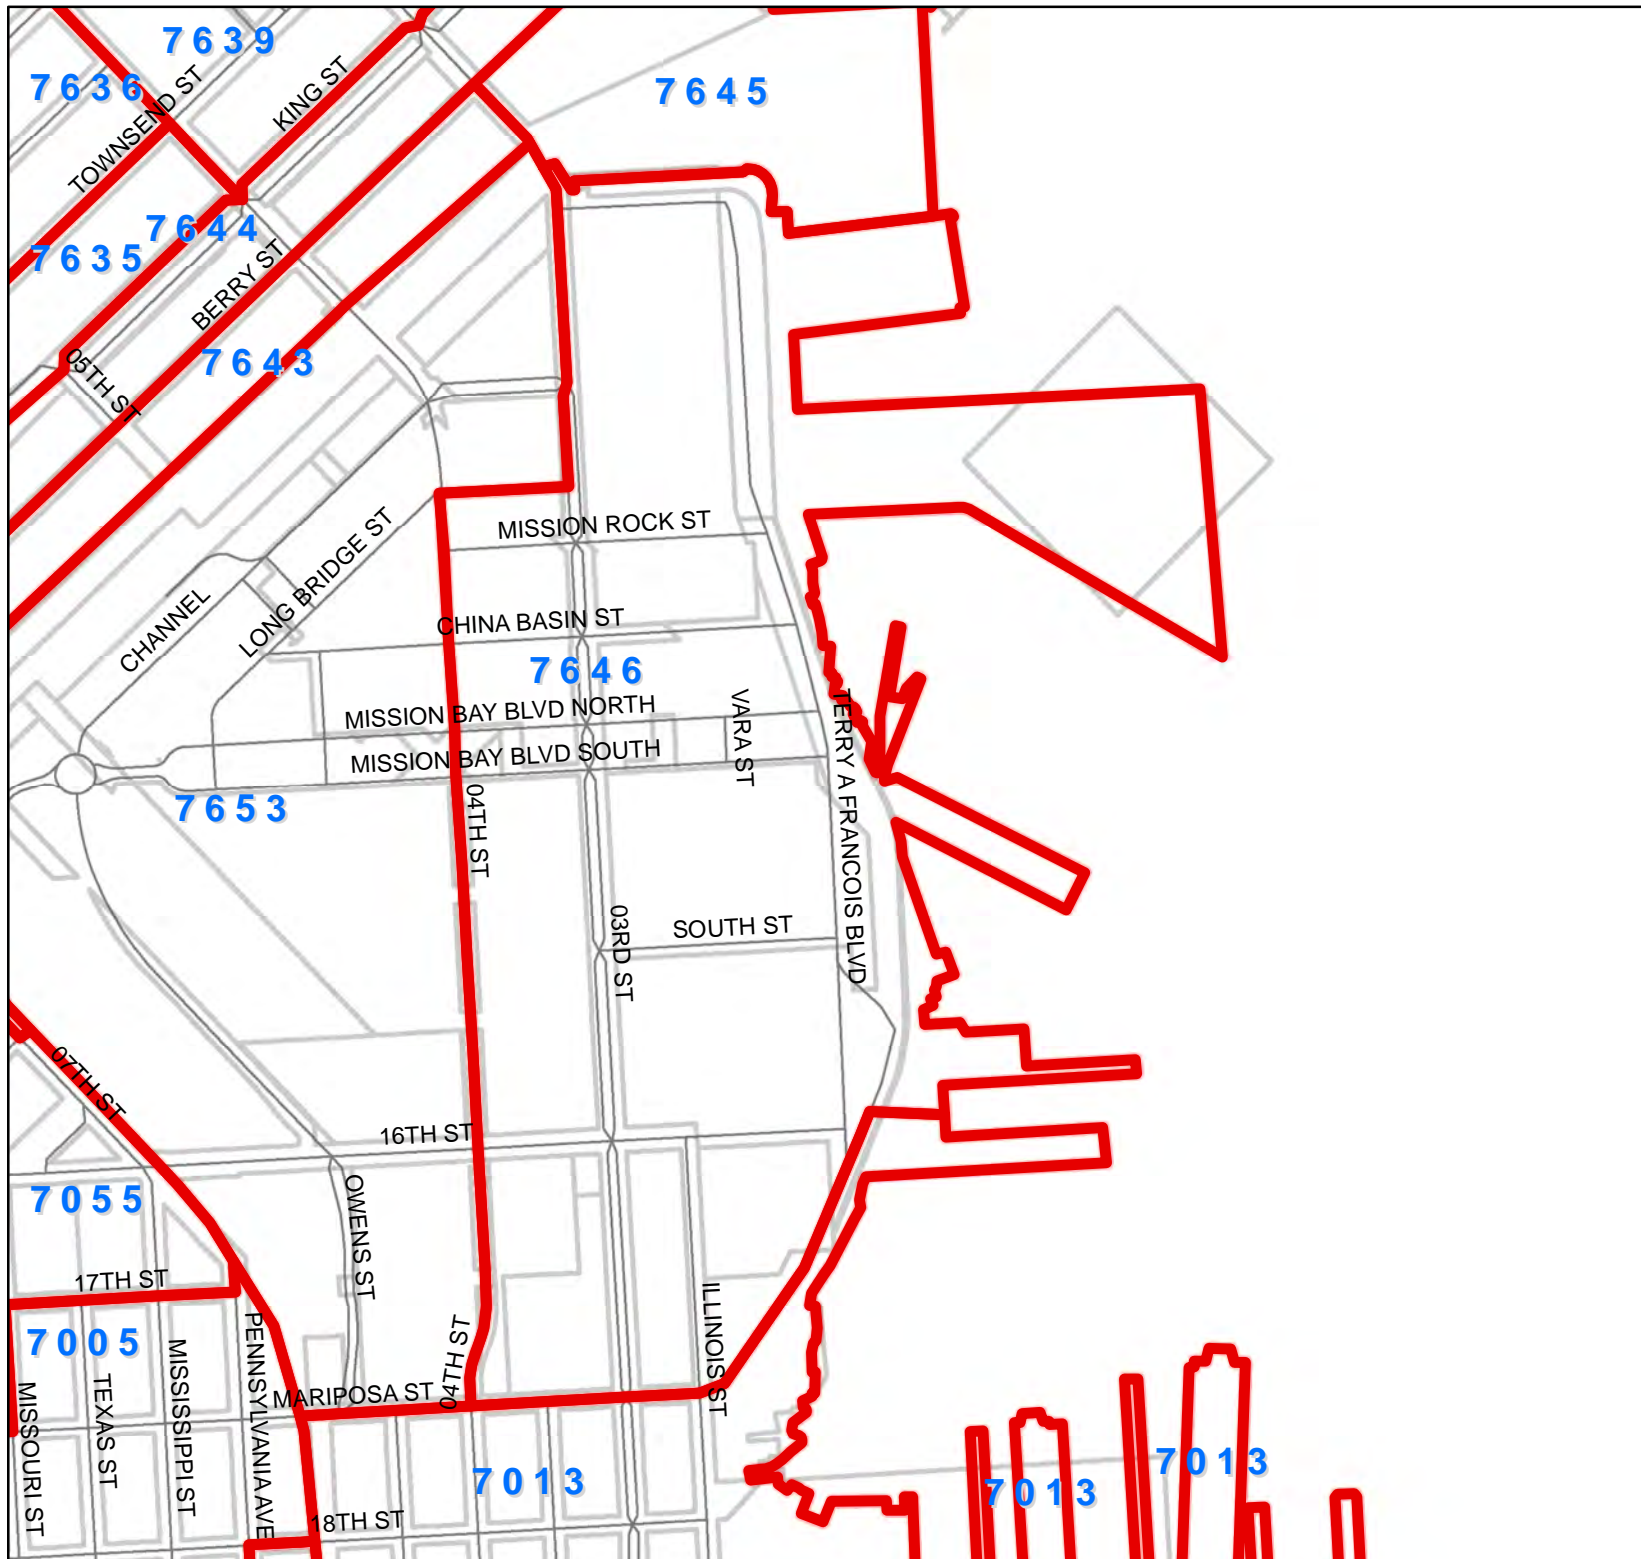 7639
7636
7645
KING ST
TOWNSEND ST
7644
7635
BERRY ST
7643
05TH ST
MISSION ROCK ST
LONG BRIDGE ST
CHANNEL
CHINA BASIN ST
7646
MISSION BAY BLVD NORTH
VARA ST
TERRY A FRANCOIS BLVD
MISSION BAY BLVD SOUTH
7653
04TH ST
03RD ST
SOUTH ST
07TH ST
16TH ST
7055
OWENS ST
17TH ST
ILLINOIS ST
7005
PENNSYLVANIA AVE
MISSISSIPPI ST
04TH ST
TEXAS ST
MISSOURI ST
MARIPOSA ST
7013
7013
7013
18TH ST